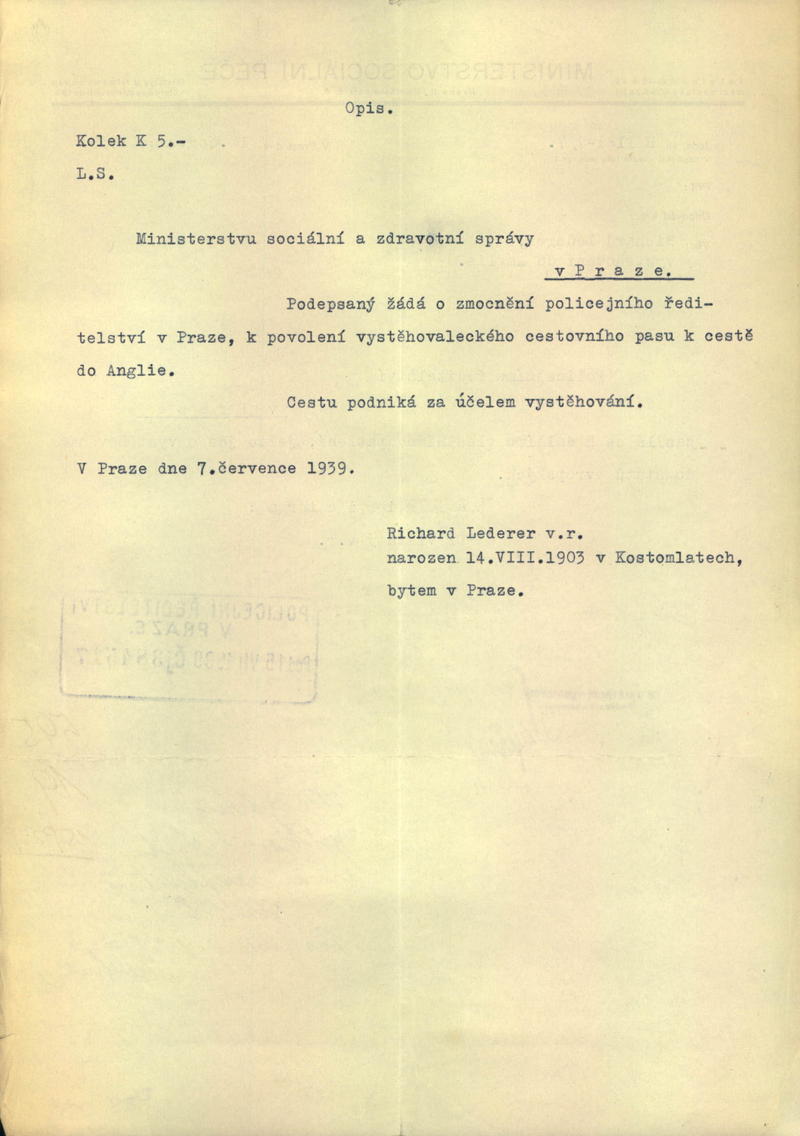 Opis.
Kolek K 5.-
L.S.
Ministerstvu sociální a zdravotní správy
v P r a z e.
Podepsaný žádá o zmocnění policejního ředi-
telství v Praze, k povolení vystěhovaleckého cestovního pasu k cestě
do Anglie.
Cestu podniká za účelem vystěhování.
V Praze dne 7.července 1939.
Richard Lederer v.r.
narozen 14.VIII.1903 v Kostomlatech,
bytem v Praze.